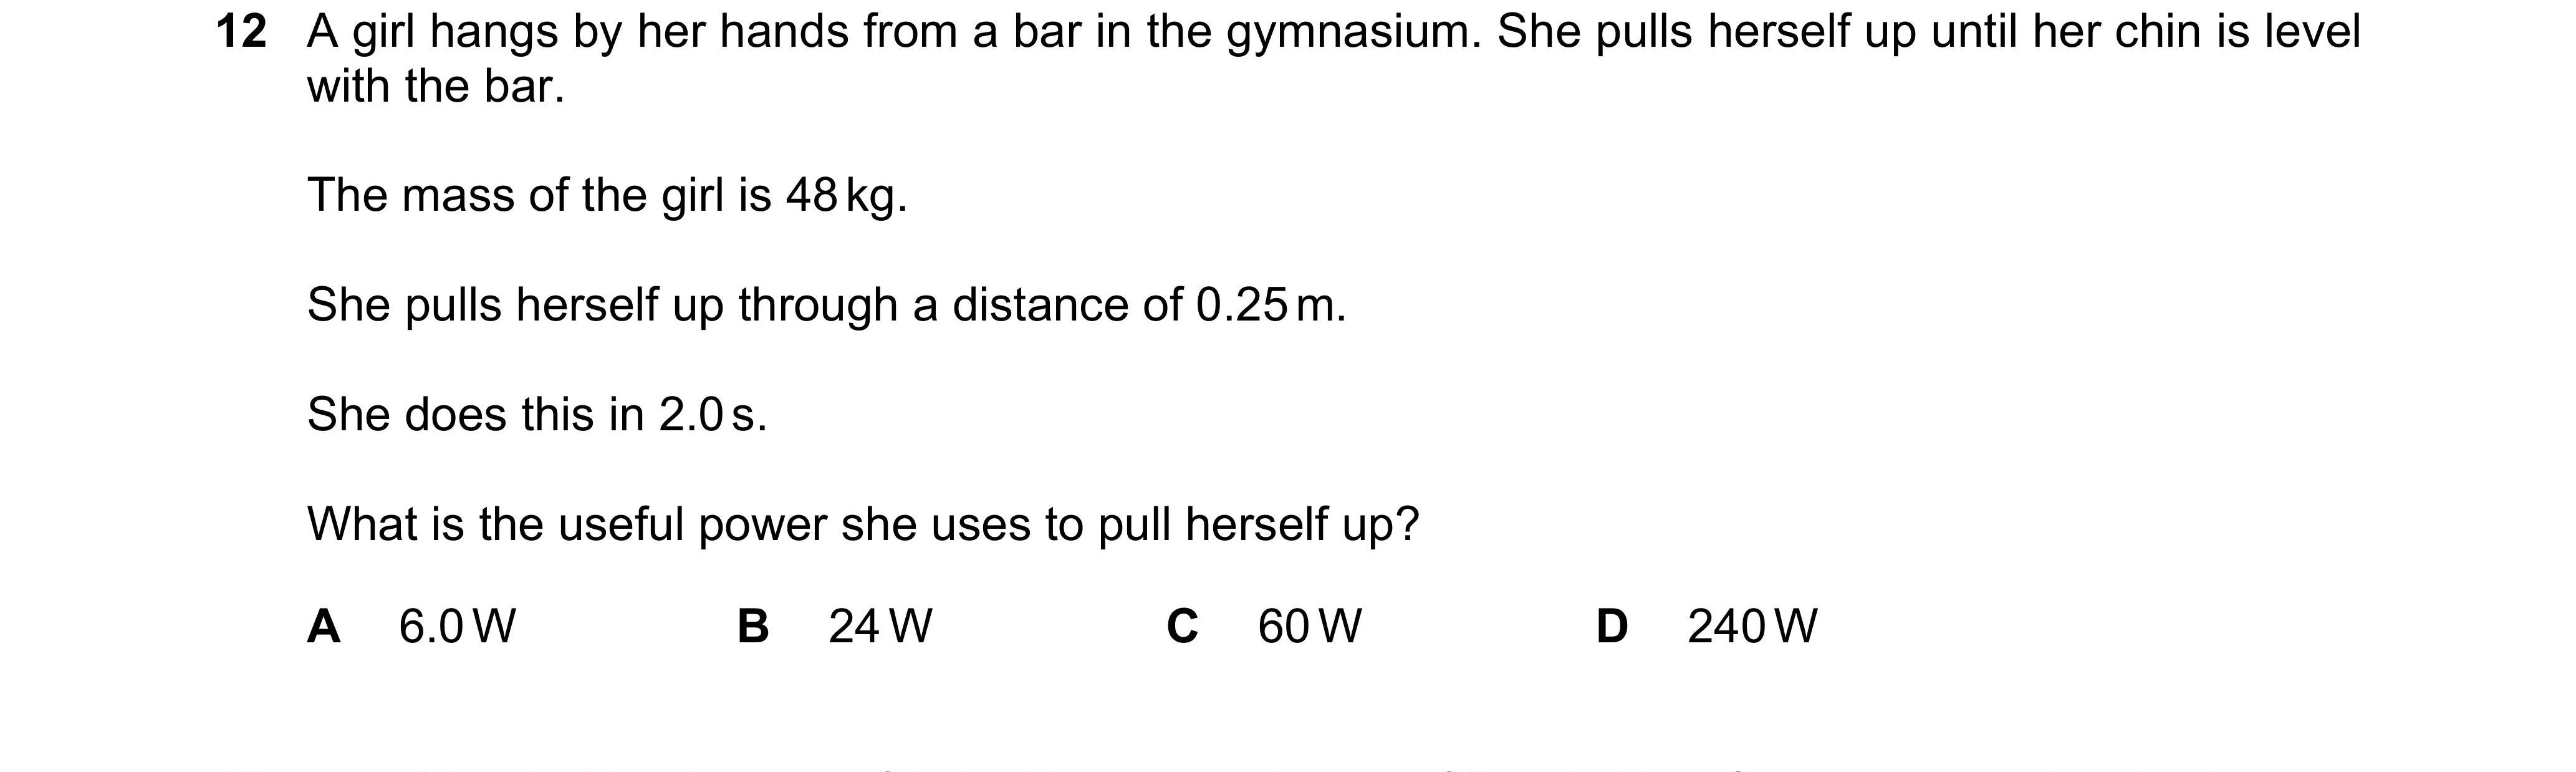 12 A girl hangs by her hands from a bar in the gymnasium. She pulls herself up until her chin is level
with the bar.
The mass of the girl is 48 kg.
She pulls herself up through a distance of 0.25 m.
She does this in 2.0 s.
What is the useful power she uses to pull herself up?
A 6.0 W B 24 W C 60 W D 240 W